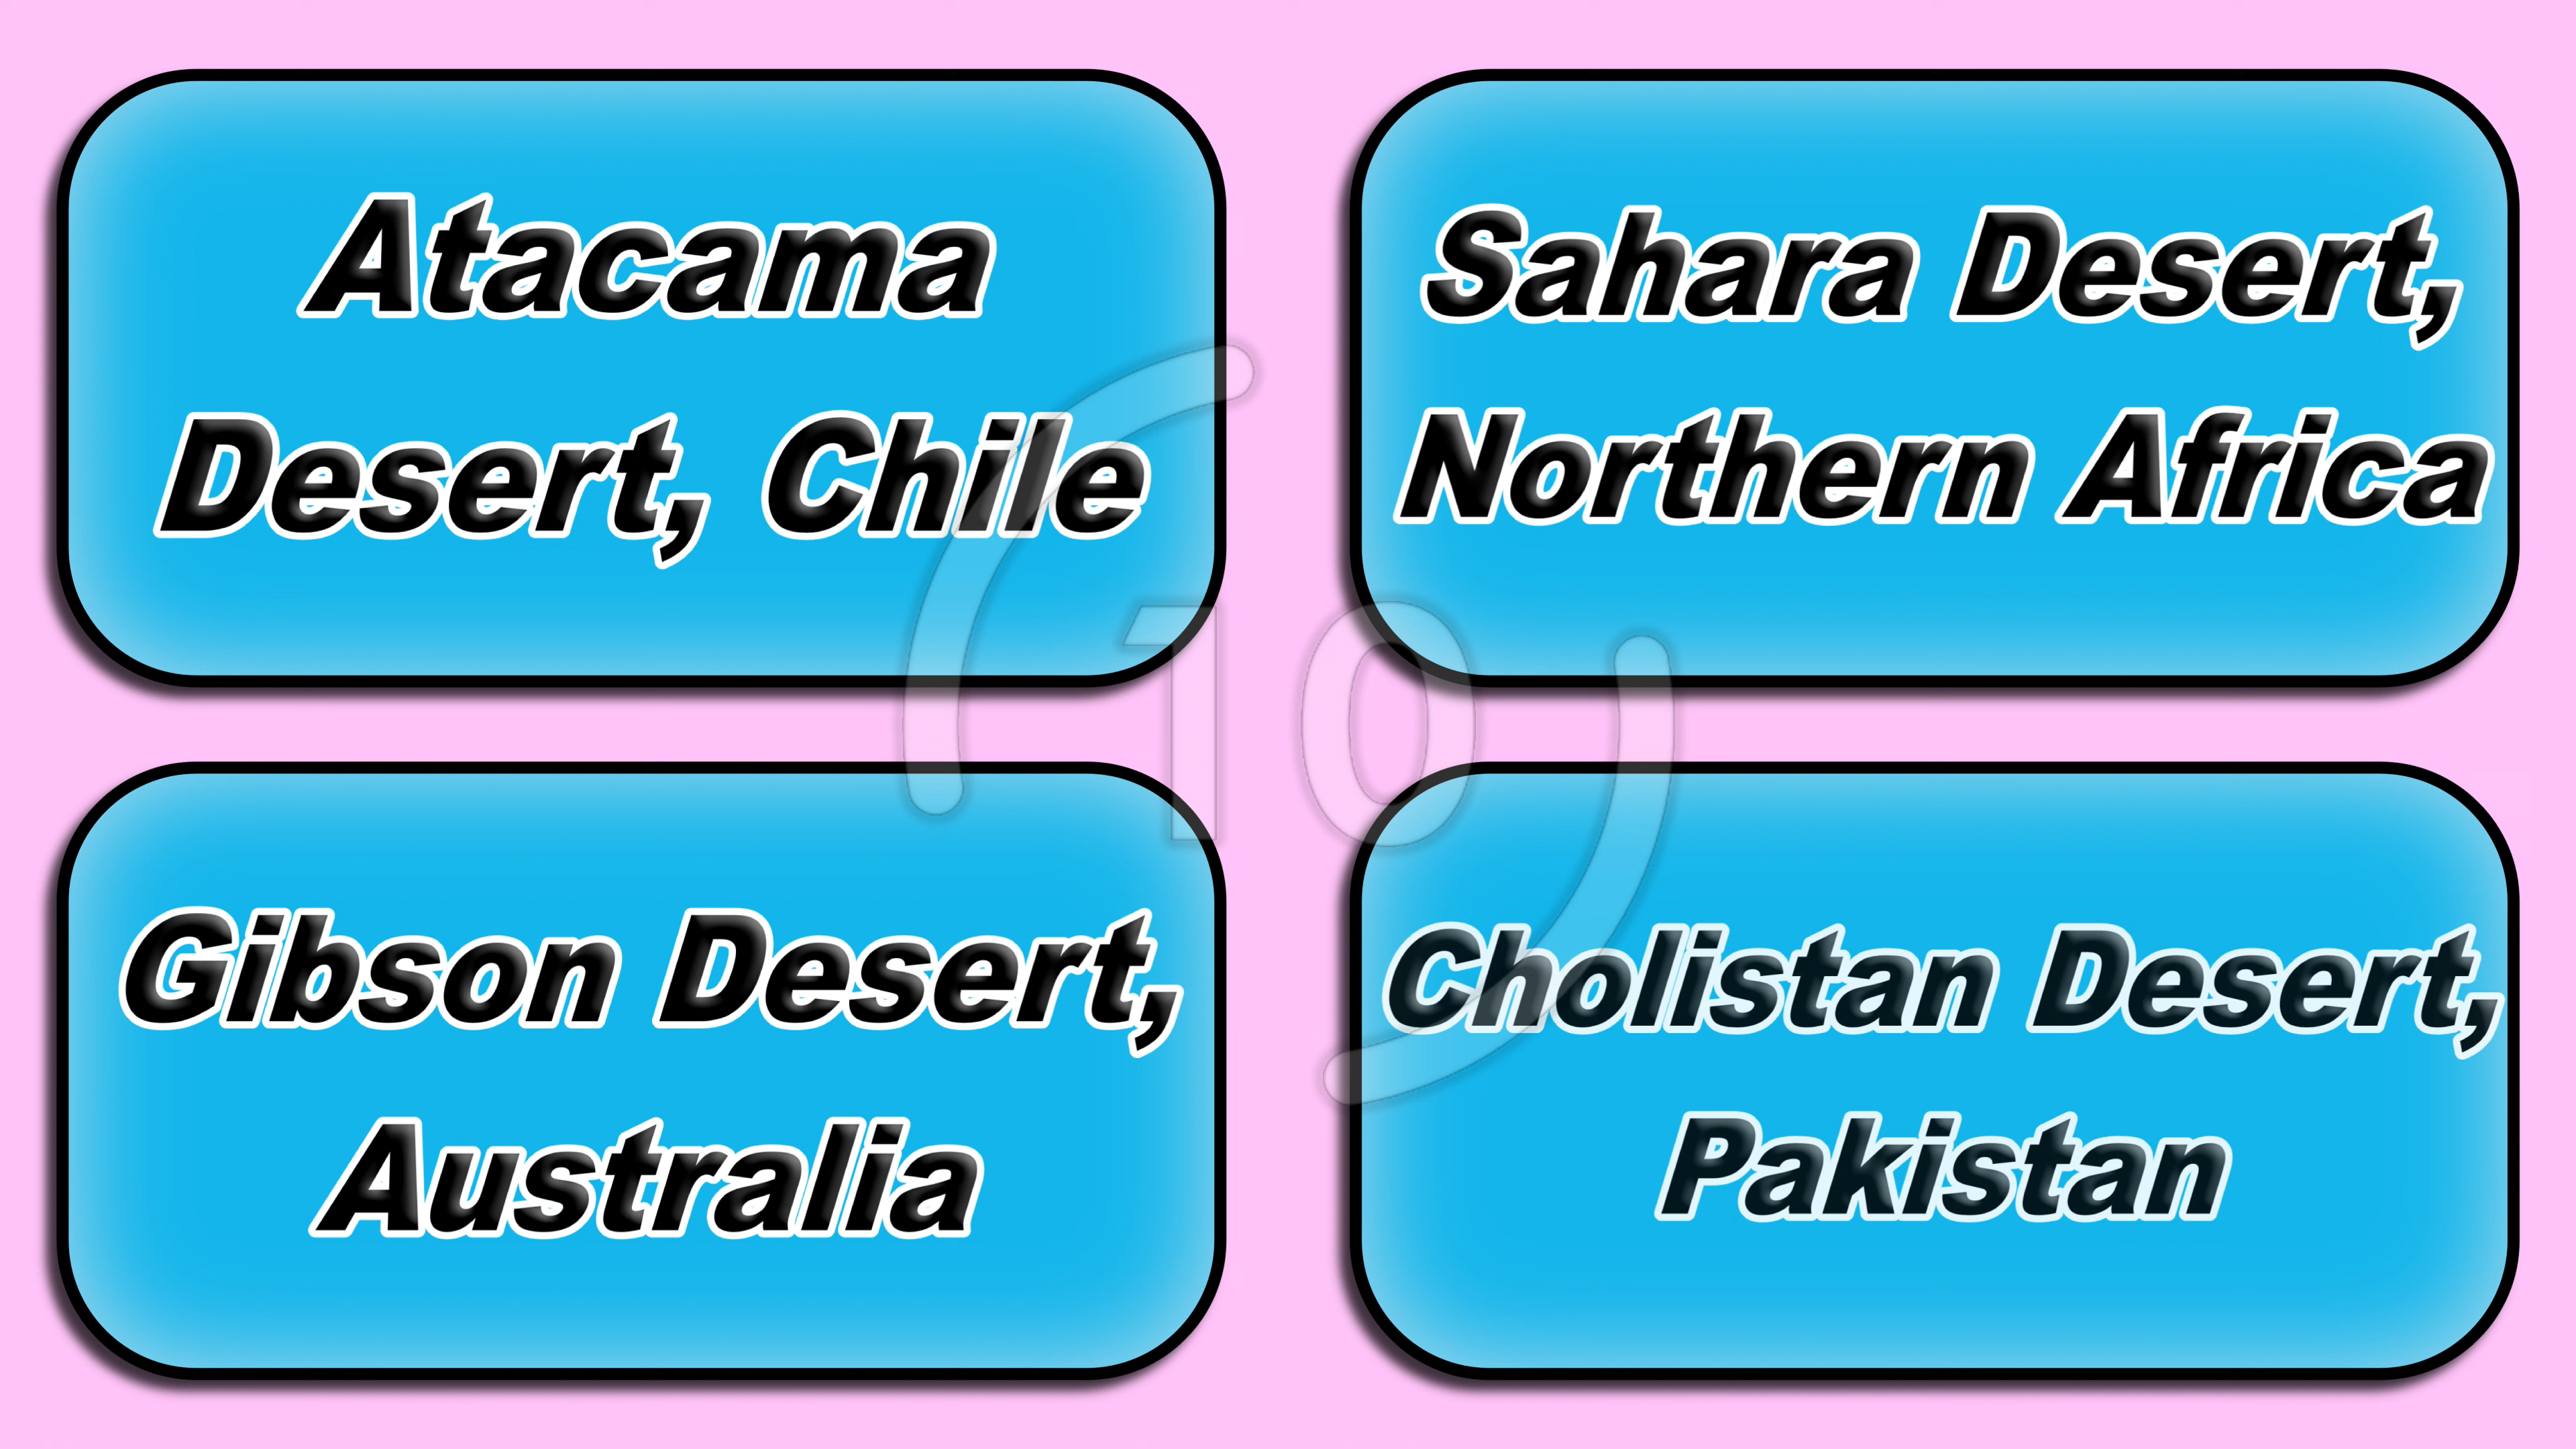 Atacama
Desert, Chile
Sahara Desert,
Northern Africa
10
Gibson Desert,
Australia
Cholistan Desert,
Pakistan